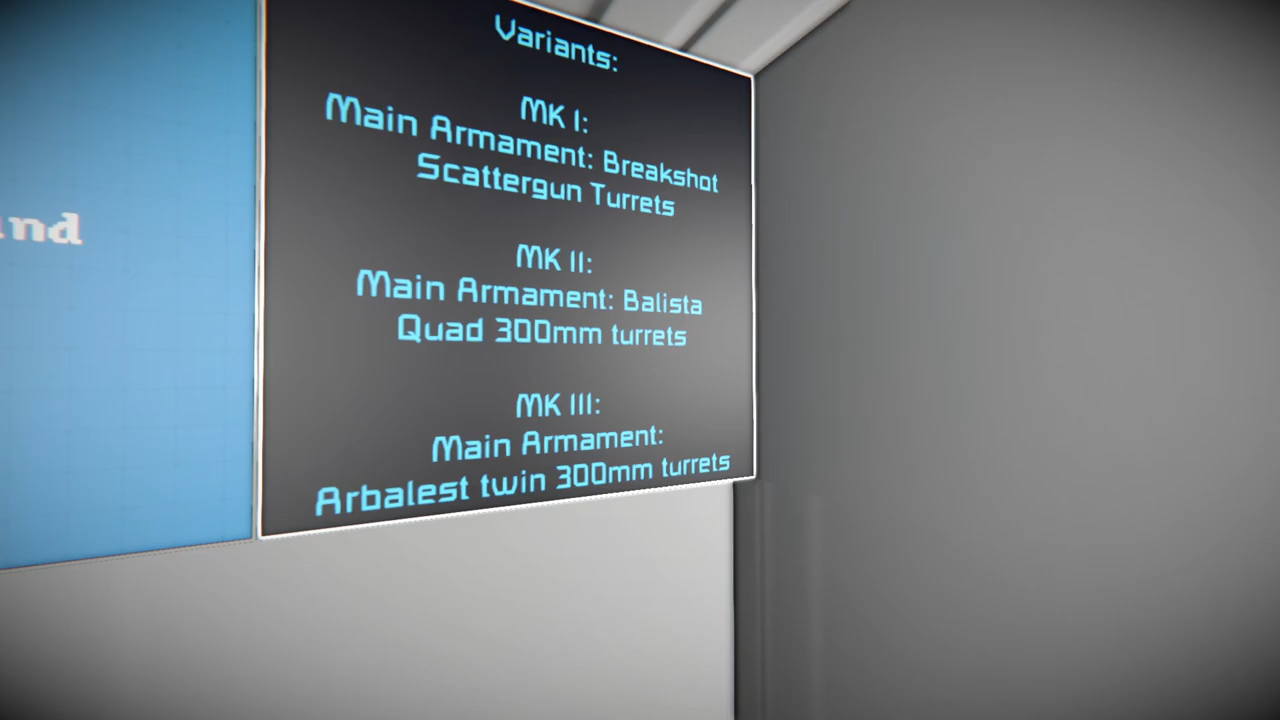 Variants:
MK I:
Main Armament: Breakshot
Scattergun Turrets
MK II:
Main Armament: Balista
Quad 300mm turrets
MK III:
Main Armament:
Arbalest twin 300mm turrets